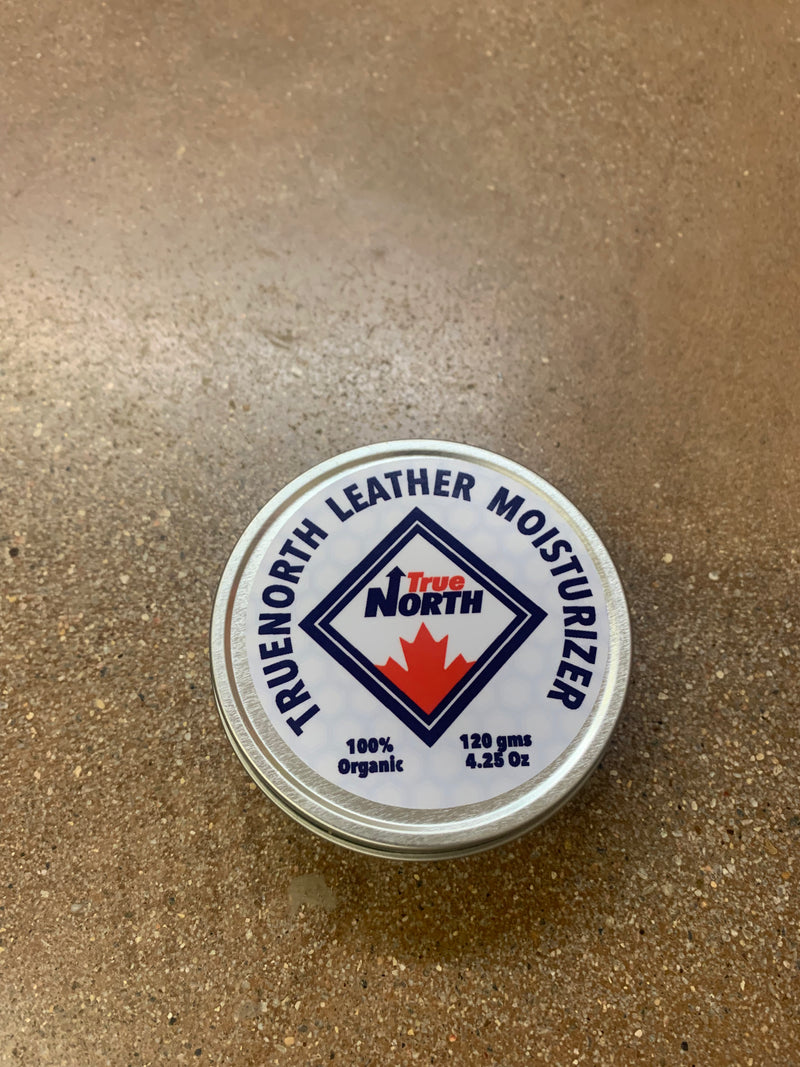 TRUENORTH LEATHER MOISTURIZER
True
NORTH
100%
Organic
120 gms
4.25 Oz